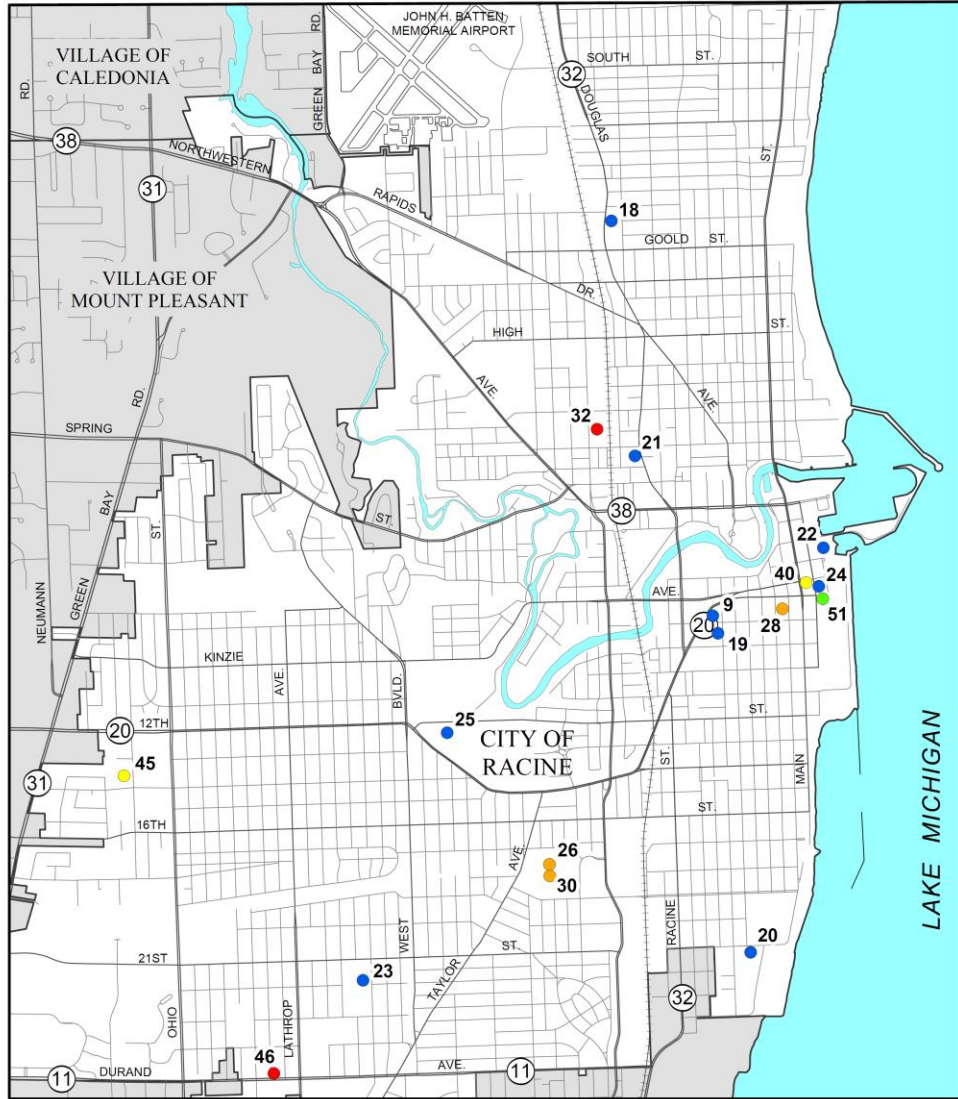 JOHN H. BATTEN
MEMORIAL AIRPORT
VILLAGE OF
CALEDONIA
RD.
GREEN BAY RD.
32
SOUTH ST.
DOUGLAS
ST.
38
NORTHWESTERN
31
RAPIDS
18
GOOLD ST.
VILLAGE OF
MOUNT PLEASANT
DR.
HIGH
ST.
RD.
AVE.
AVE.
SPRING
32
21
BAY
ST.
ST.
38
22
40
24
NEUMANN
GREEN
AVE.
9
28
51
20
19
KINZIE
AVE.
BVLD.
20
12TH
25
ST.
CITY OF
RACINE
ST.
MAIN
LAKE MICHIGAN
31
45
16TH
ST.
AVE.
26
30
RACINE
WEST
20
21ST
ST.
23
TAYLOR
32
OHIO
LATHROP
46
11
DURAND
AVE.
11